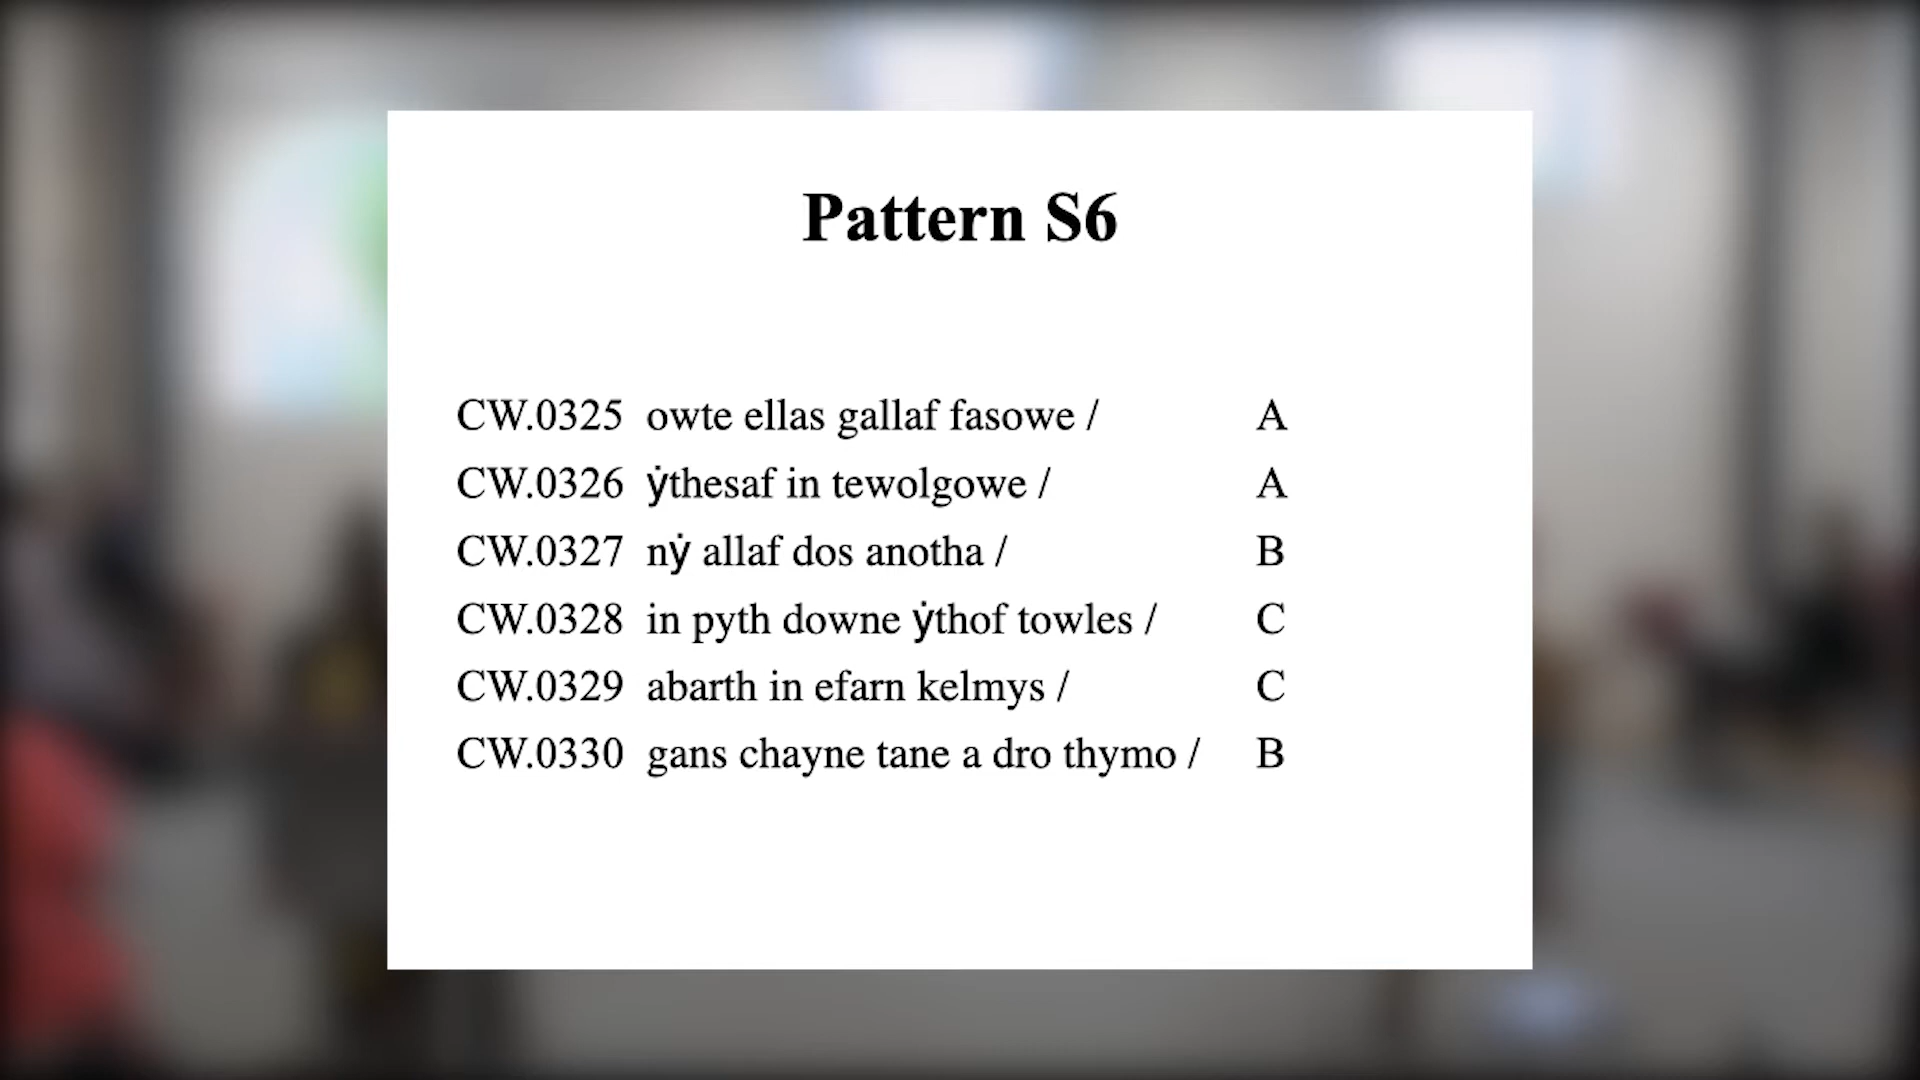 Pattern S6
CW.0325 owte ellas gallaf fasowe / A
CW.0326 ẏthesaf in tewolgowe / A
CW.0327 nẏ allaf dos anotha / B
CW.0328 in pyth downe ẏthof towles / C
CW.0329 abarth in efarn kelmys / C
CW.0330 gans chayne tane a dro thymo / B